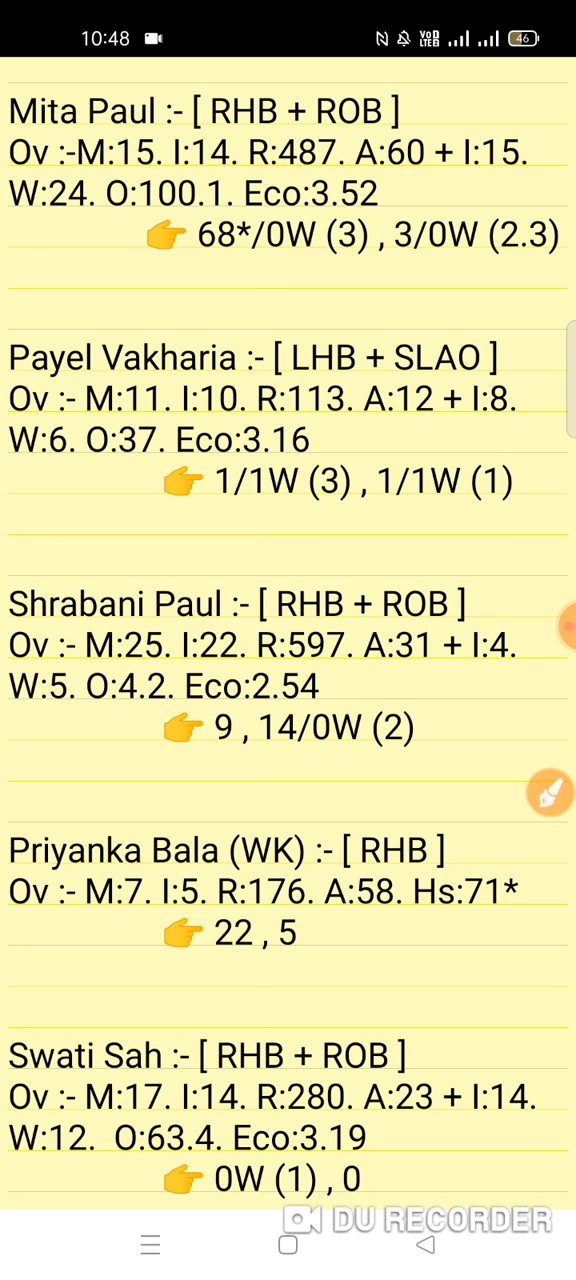 10:48 VoD LTE 46
Mita Paul :- [ RHB + ROB ]
Ov :-M:15. I:14. R:487. A:60 + I:15.
W:24. O:100.1. Eco:3.52
👉 68*/0W (3) , 3/0W (2.3)
Payel Vakharia :- [ LHB + SLAO ]
Ov :- M:11. I:10. R:113. A:12 + I:8.
W:6. O:37. Eco:3.16
👉 1/1W (3) , 1/1W (1)
Shrabani Paul :- [ RHB + ROB ]
Ov :- M:25. I:22. R:597. A:31 + I:4.
W:5. O:4.2. Eco:2.54
👉 9 , 14/0W (2)
Priyanka Bala (WK) :- [ RHB ]
Ov :- M:7. I:5. R:176. A:58. Hs:71*
👉 22 , 5
Swati Sah :- [ RHB + ROB ]
Ov :- M:17. I:14. R:280. A:23 + I:14.
W:12. O:63.4. Eco:3.19
👉 0W (1) , 0
DU RECORDER